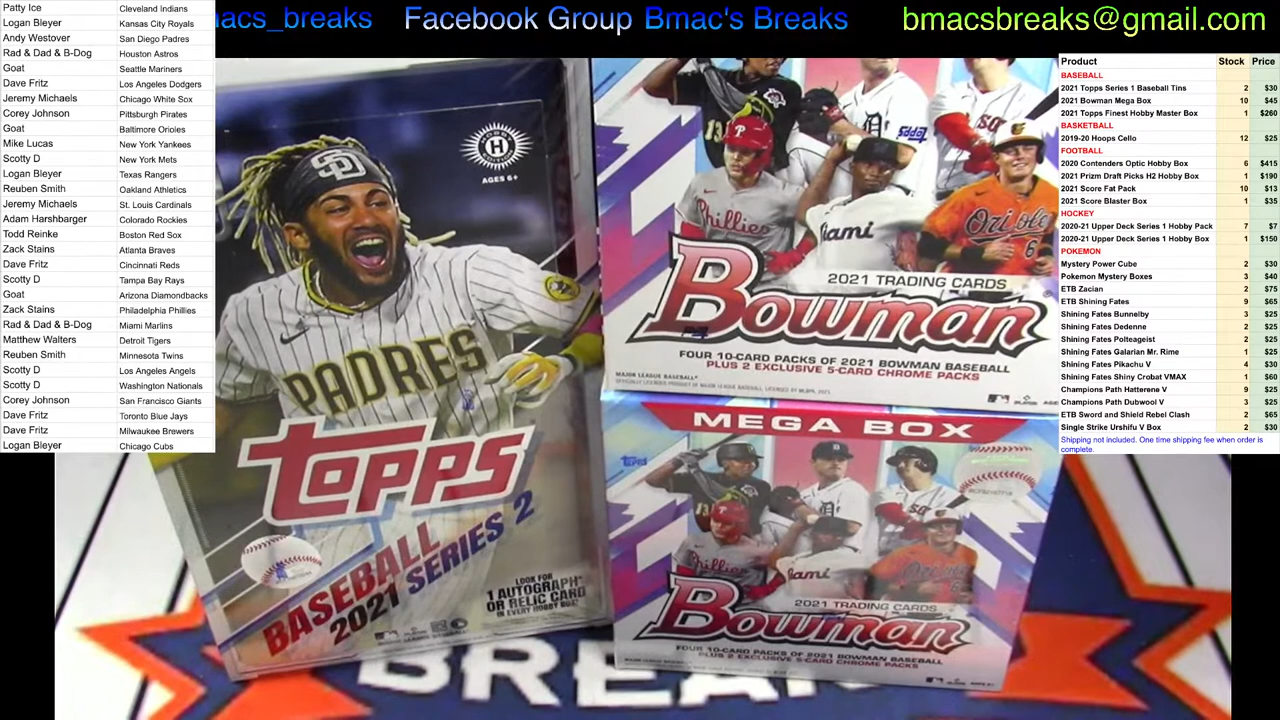 acs_breaks Facebook Group Bmac's Breaks bmacsbreaks@gmail.com
Patty Ice Cleveland Indians
Logan Bleyer Kansas City Royals
Andy Westover San Diego Padres
Rad & Dad & B-Dog Houston Astros
Goat Seattle Mariners
Dave Fritz Los Angeles Dodgers
Jeremy Michaels Chicago White Sox
Corey Johnson Pittsburgh Pirates
Goat Baltimore Orioles
Mike Lucas New York Yankees
Scotty D New York Mets
Logan Bleyer Texas Rangers
Reuben Smith Oakland Athletics
Jeremy Michaels St. Louis Cardinals
Adam Harshbarger Colorado Rockies
Todd Reinke Boston Red Sox
Zack Stains Atlanta Braves
Dave Fritz Cincinnati Reds
Scotty D Tampa Bay Rays
Goat Arizona Diamondbacks
Zack Stains Philadelphia Phillies
Rad & Dad & B-Dog Miami Marlins
Matthew Walters Detroit Tigers
Reuben Smith Minnesota Twins
Scotty D Los Angeles Angels
Scotty D Washington Nationals
Corey Johnson San Francisco Giants
Dave Fritz Toronto Blue Jays
Dave Fritz Milwaukee Brewers
Logan Bleyer Chicago Cubs
H
AGES 6+
SD
PADRES
TOPPS
BASEBALL
2021 SERIES 2
LOOK FOR
1 AUTOGRAPH*
OR RELIC CARD
IN EVERY HOBBY BOX!
13
Phillies
iami
Oriole
6
2021 TRADING CARDS
Bowman
FOUR 10-CARD PACKS OF 2021 BOWMAN BASEBALL
PLUS 2 EXCLUSIVE 5-CARD CHROME PACKS
MAJOR LEAGUE BASEBALL
MEGA BOX
topps
13
Phillies
iami
2021 TRADING CARDS
Bowman
FOUR 10-CARD PACKS OF 2021 BOWMAN BASEBALL
PLUS 2 EXCLUSIVE 5-CARD CHROME PACKS
BREA
Product Stock Price
BASEBALL
2021 Topps Series 1 Baseball Tins 2 $30
2021 Bowman Mega Box 10 $45
2021 Topps Finest Hobby Master Box 1 $260
BASKETBALL
2019-20 Hoops Cello 12 $25
FOOTBALL
2020 Contenders Optic Hobby Box 6 $415
2021 Prizm Draft Picks H2 Hobby Box 1 $190
2021 Score Fat Pack 10 $13
2021 Score Blaster Box 1 $35
HOCKEY
2020-21 Upper Deck Series 1 Hobby Pack 7 $7
2020-21 Upper Deck Series 1 Hobby Box 1 $150
POKEMON
Mystery Power Cube 2 $30
Pokemon Mystery Boxes 3 $40
ETB Zacian 2 $75
ETB Shining Fates 9 $65
Shining Fates Bunnelby 3 $25
Shining Fates Dedenne 2 $25
Shining Fates Polteageist 2 $25
Shining Fates Galarian Mr. Rime 1 $25
Shining Fates Pikachu V 4 $30
Shining Fates Shiny Crobat VMAX 1 $60
Champions Path Hatterene V 9 $25
Champions Path Dubwool V 3 $25
ETB Sword and Shield Rebel Clash 2 $65
Single Strike Urshifu V Box 2 $30
Shipping not included. One time shipping fee when order is
complete.